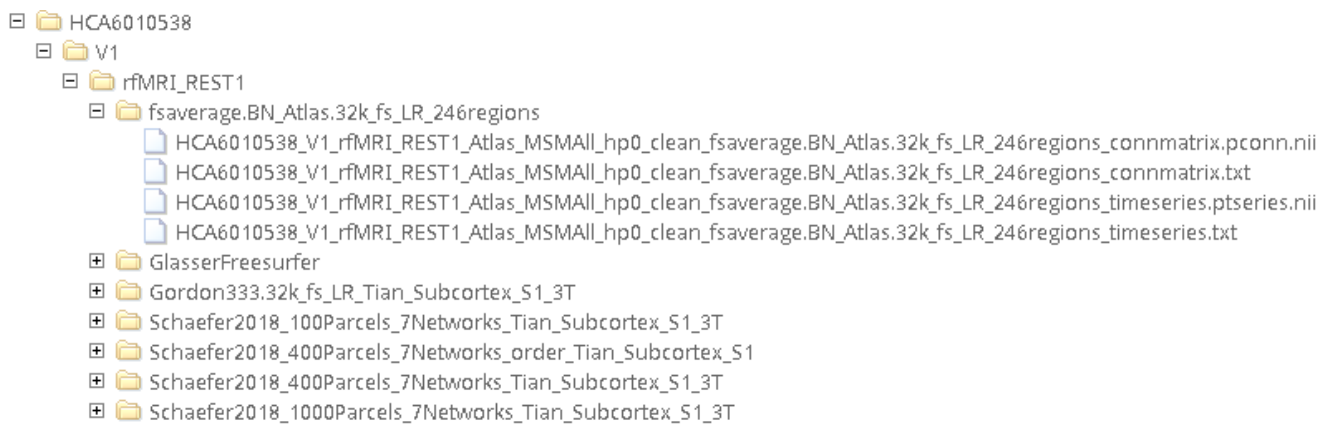 HCA6010538
V1
rfMRI_REST1
fsaverage.BN_Atlas.32k_fs_LR_246regions
HCA6010538_V1_rfMRI_REST1_Atlas_MSMAll_hp0_clean_fsaverage.BN_Atlas.32k_fs_LR_246regions_connmatrix.pconn.nii
HCA6010538_V1_rfMRI_REST1_Atlas_MSMAll_hp0_clean_fsaverage.BN_Atlas.32k_fs_LR_246regions_connmatrix.txt
HCA6010538_V1_rfMRI_REST1_Atlas_MSMAll_hp0_clean_fsaverage.BN_Atlas.32k_fs_LR_246regions_timeseries.ptseries.nii
HCA6010538_V1_rfMRI_REST1_Atlas_MSMAll_hp0_clean_fsaverage.BN_Atlas.32k_fs_LR_246regions_timeseries.txt
GlasserFreesurfer
Gordon333.32k_fs_LR_Tian_Subcortex_S1_3T
Schaefer2018_100Parcels_7Networks_Tian_Subcortex_S1_3T
Schaefer2018_400Parcels_7Networks_order_Tian_Subcortex_S1
Schaefer2018_400Parcels_7Networks_Tian_Subcortex_S1_3T
Schaefer2018_1000Parcels_7Networks_Tian_Subcortex_S1_3T